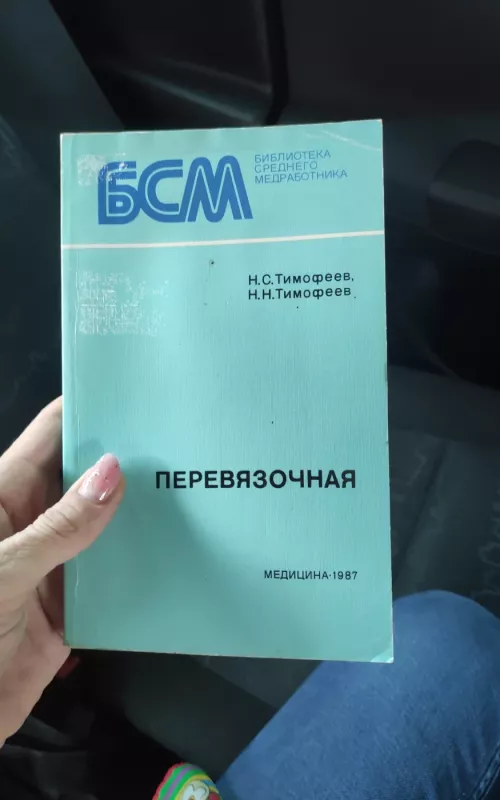 БСМ
БИБЛИОТЕКА
СРЕДНЕГО
МЕДРАБОТНИКА
Н.С.Тимофеев,
Н.Н.Тимофеев
ПЕРЕВЯЗОЧНАЯ
МЕДИЦИНА·1987